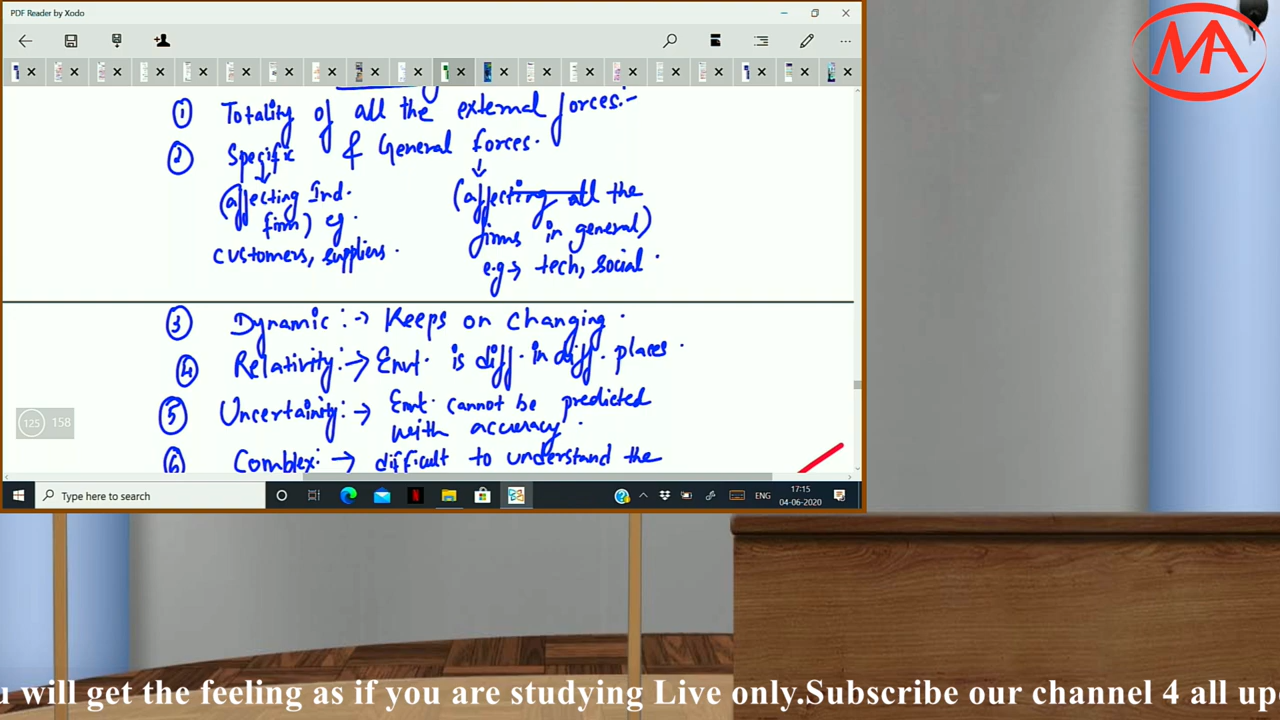 PDF Reader by Xodo
① Totality of all the external forces:-
② Specific & General forces.
(affecting Ind. firm) eg.
customers, suppliers.
(affecting all the
firms in general)
e.g → tech, social.
③ Dynamic :→ Keeps on changing.
④ Relativity:→ Envt. is diff. in diff. places.
⑤ Uncertainity:→ Envt. cannot be predicted
with accuracy.
125 158
⑥ Complex: → difficult to understand the
Type here to search
ENG
17:15
04-06-2020
MA
u will get the feeling as if you are studying Live only.Subscribe our channel 4 all up